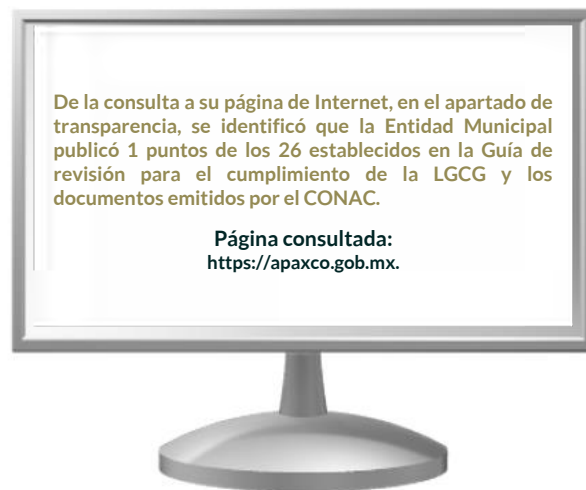 De la consulta a su página de Internet, en el apartado de
transparencia, se identificó que la Entidad Municipal
publicó 1 puntos de los 26 establecidos en la Guía de
revisión para el cumplimiento de la LGCG y los
documentos emitidos por el CONAC.
Página consultada:
https://apaxco.gob.mx.